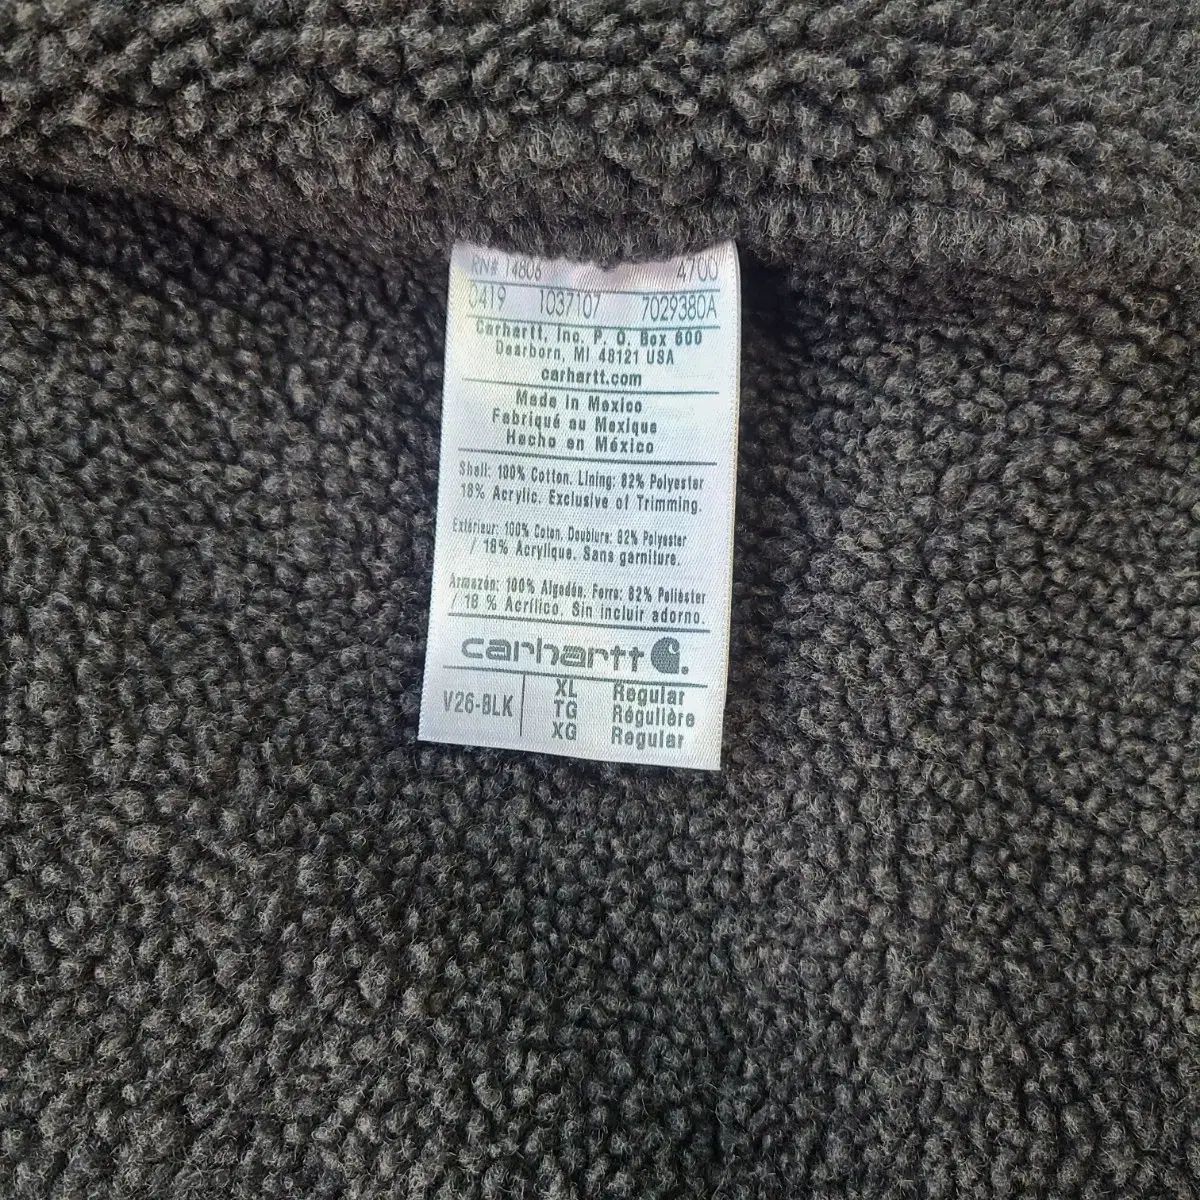 RN# 14806 4700
0419 1037107 7029380A
Carhartt, Inc. P. O. Box 600
Dearborn, MI 48121 USA
carhartt.com
Made in Mexico
Fabriqué au Mexique
Hecho en México
Shell: 100% Cotton. Lining: 82% Polyester
18% Acrylic. Exclusive of Trimming.
Extérieur: 100% Coton. Doublure: 82% Polyester
/ 18% Acrylique. Sans garniture.
Armazón: 100% Algodón. Forro: 82% Poliéster
/ 18 % Acrílico. Sin incluir adorno.
carhartt
V26-BLK XL Regular
TG Régulière
XG Regular